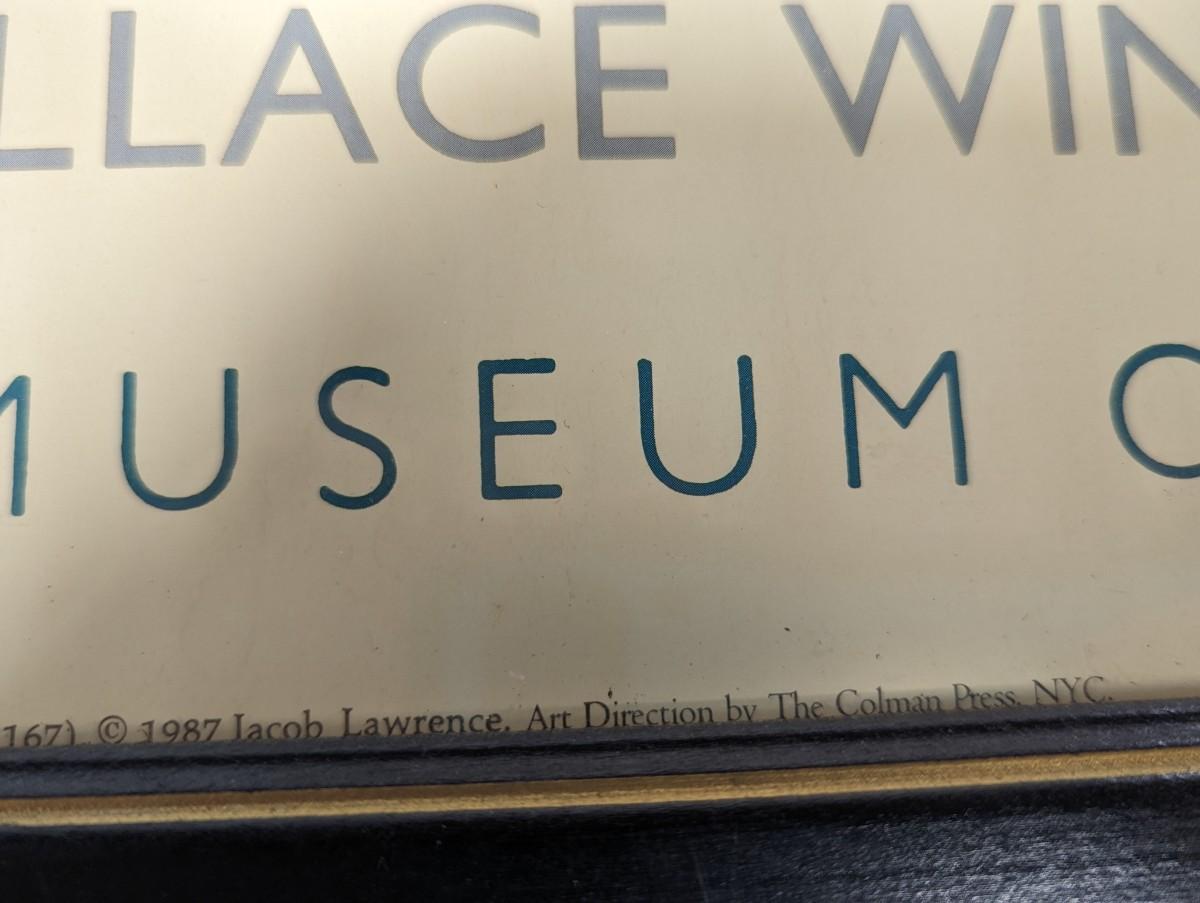 LLACE WIN
MUSEUM O
167) © 1987 Jacob Lawrence. Art Direction by The Colman Press. NYC.